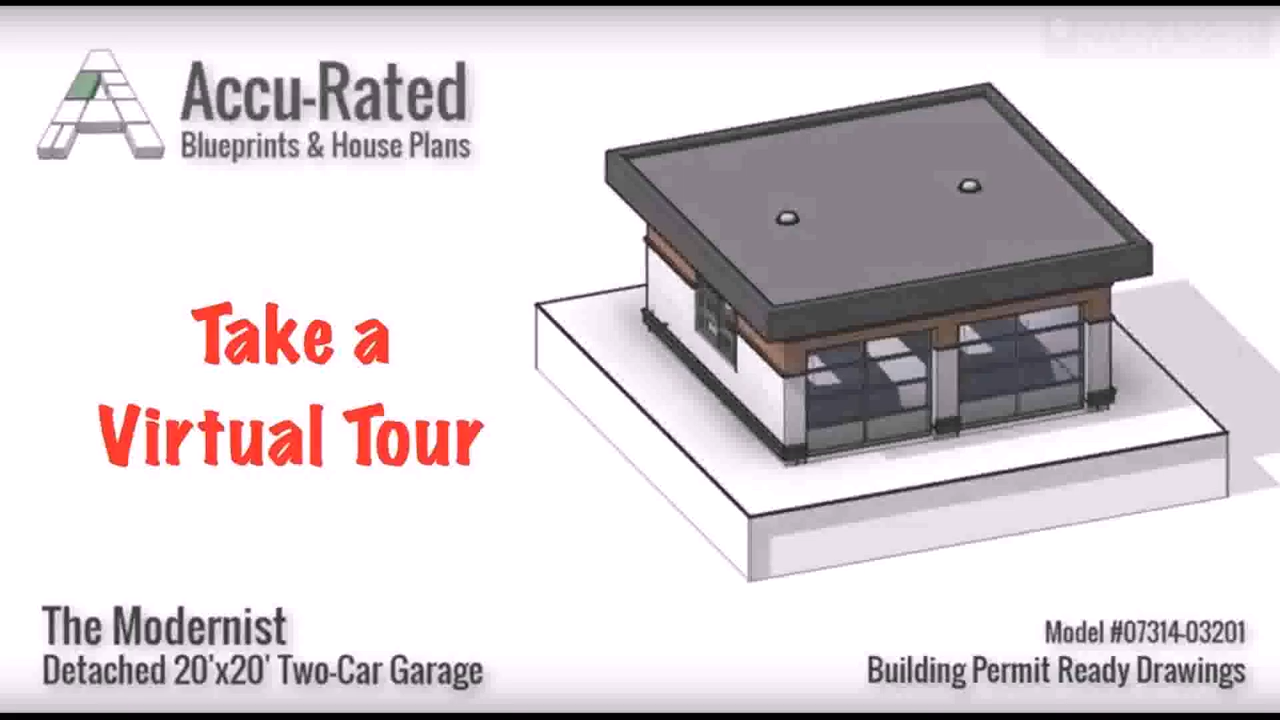 Accu-Rated
Blueprints & House Plans
Take a
Virtual Tour
The Modernist
Detached 20'x20' Two-Car Garage
Model #07314-03201
Building Permit Ready Drawings